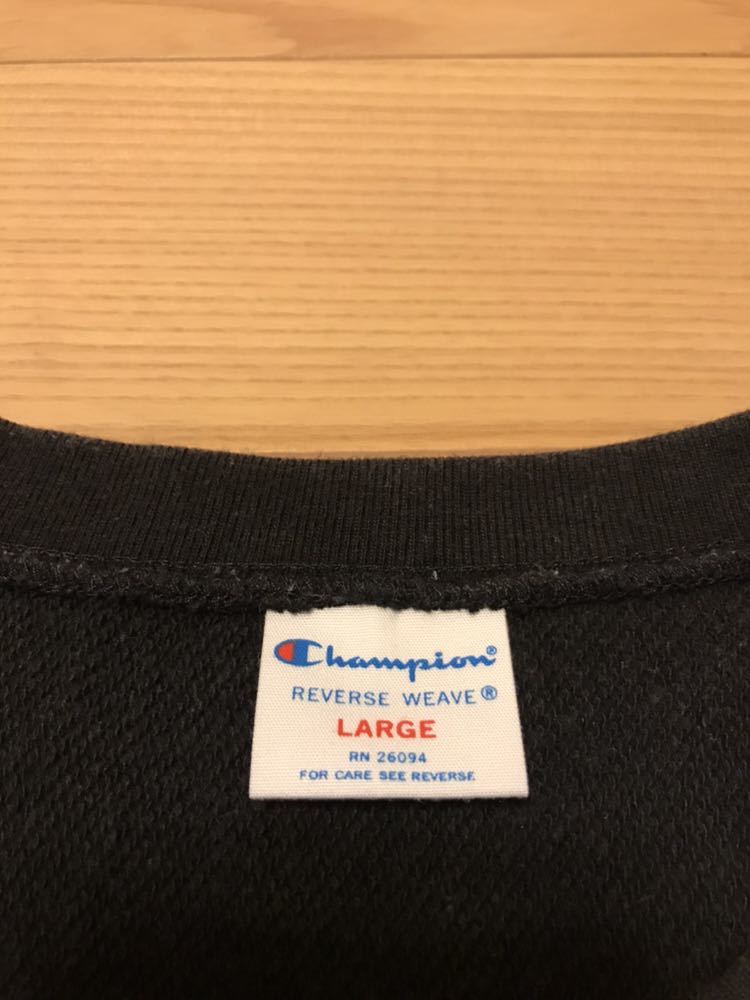 Champion®
REVERSE WEAVE®
LARGE
RN 26094
FOR CARE SEE REVERSE